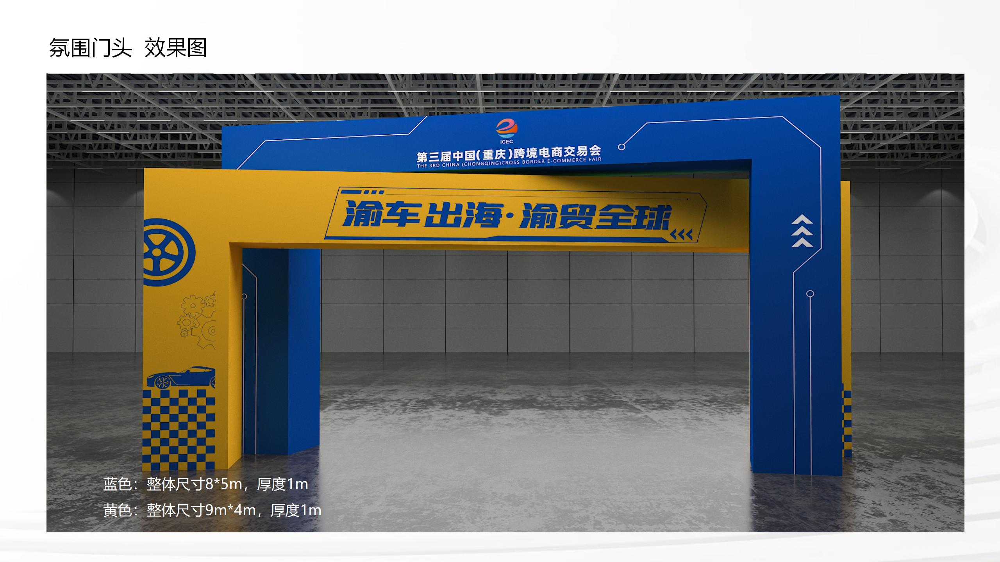 氛围门头 效果图
ICEC
第三届中国(重庆)跨境电商交易会
THE 3RD CHINA (CHONGQING)CROSS BORDER E-COMMERCE FAIR
渝车出海·渝贸全球
蓝色：整体尺寸8*5m，厚度1m
黄色：整体尺寸9m*4m，厚度1m